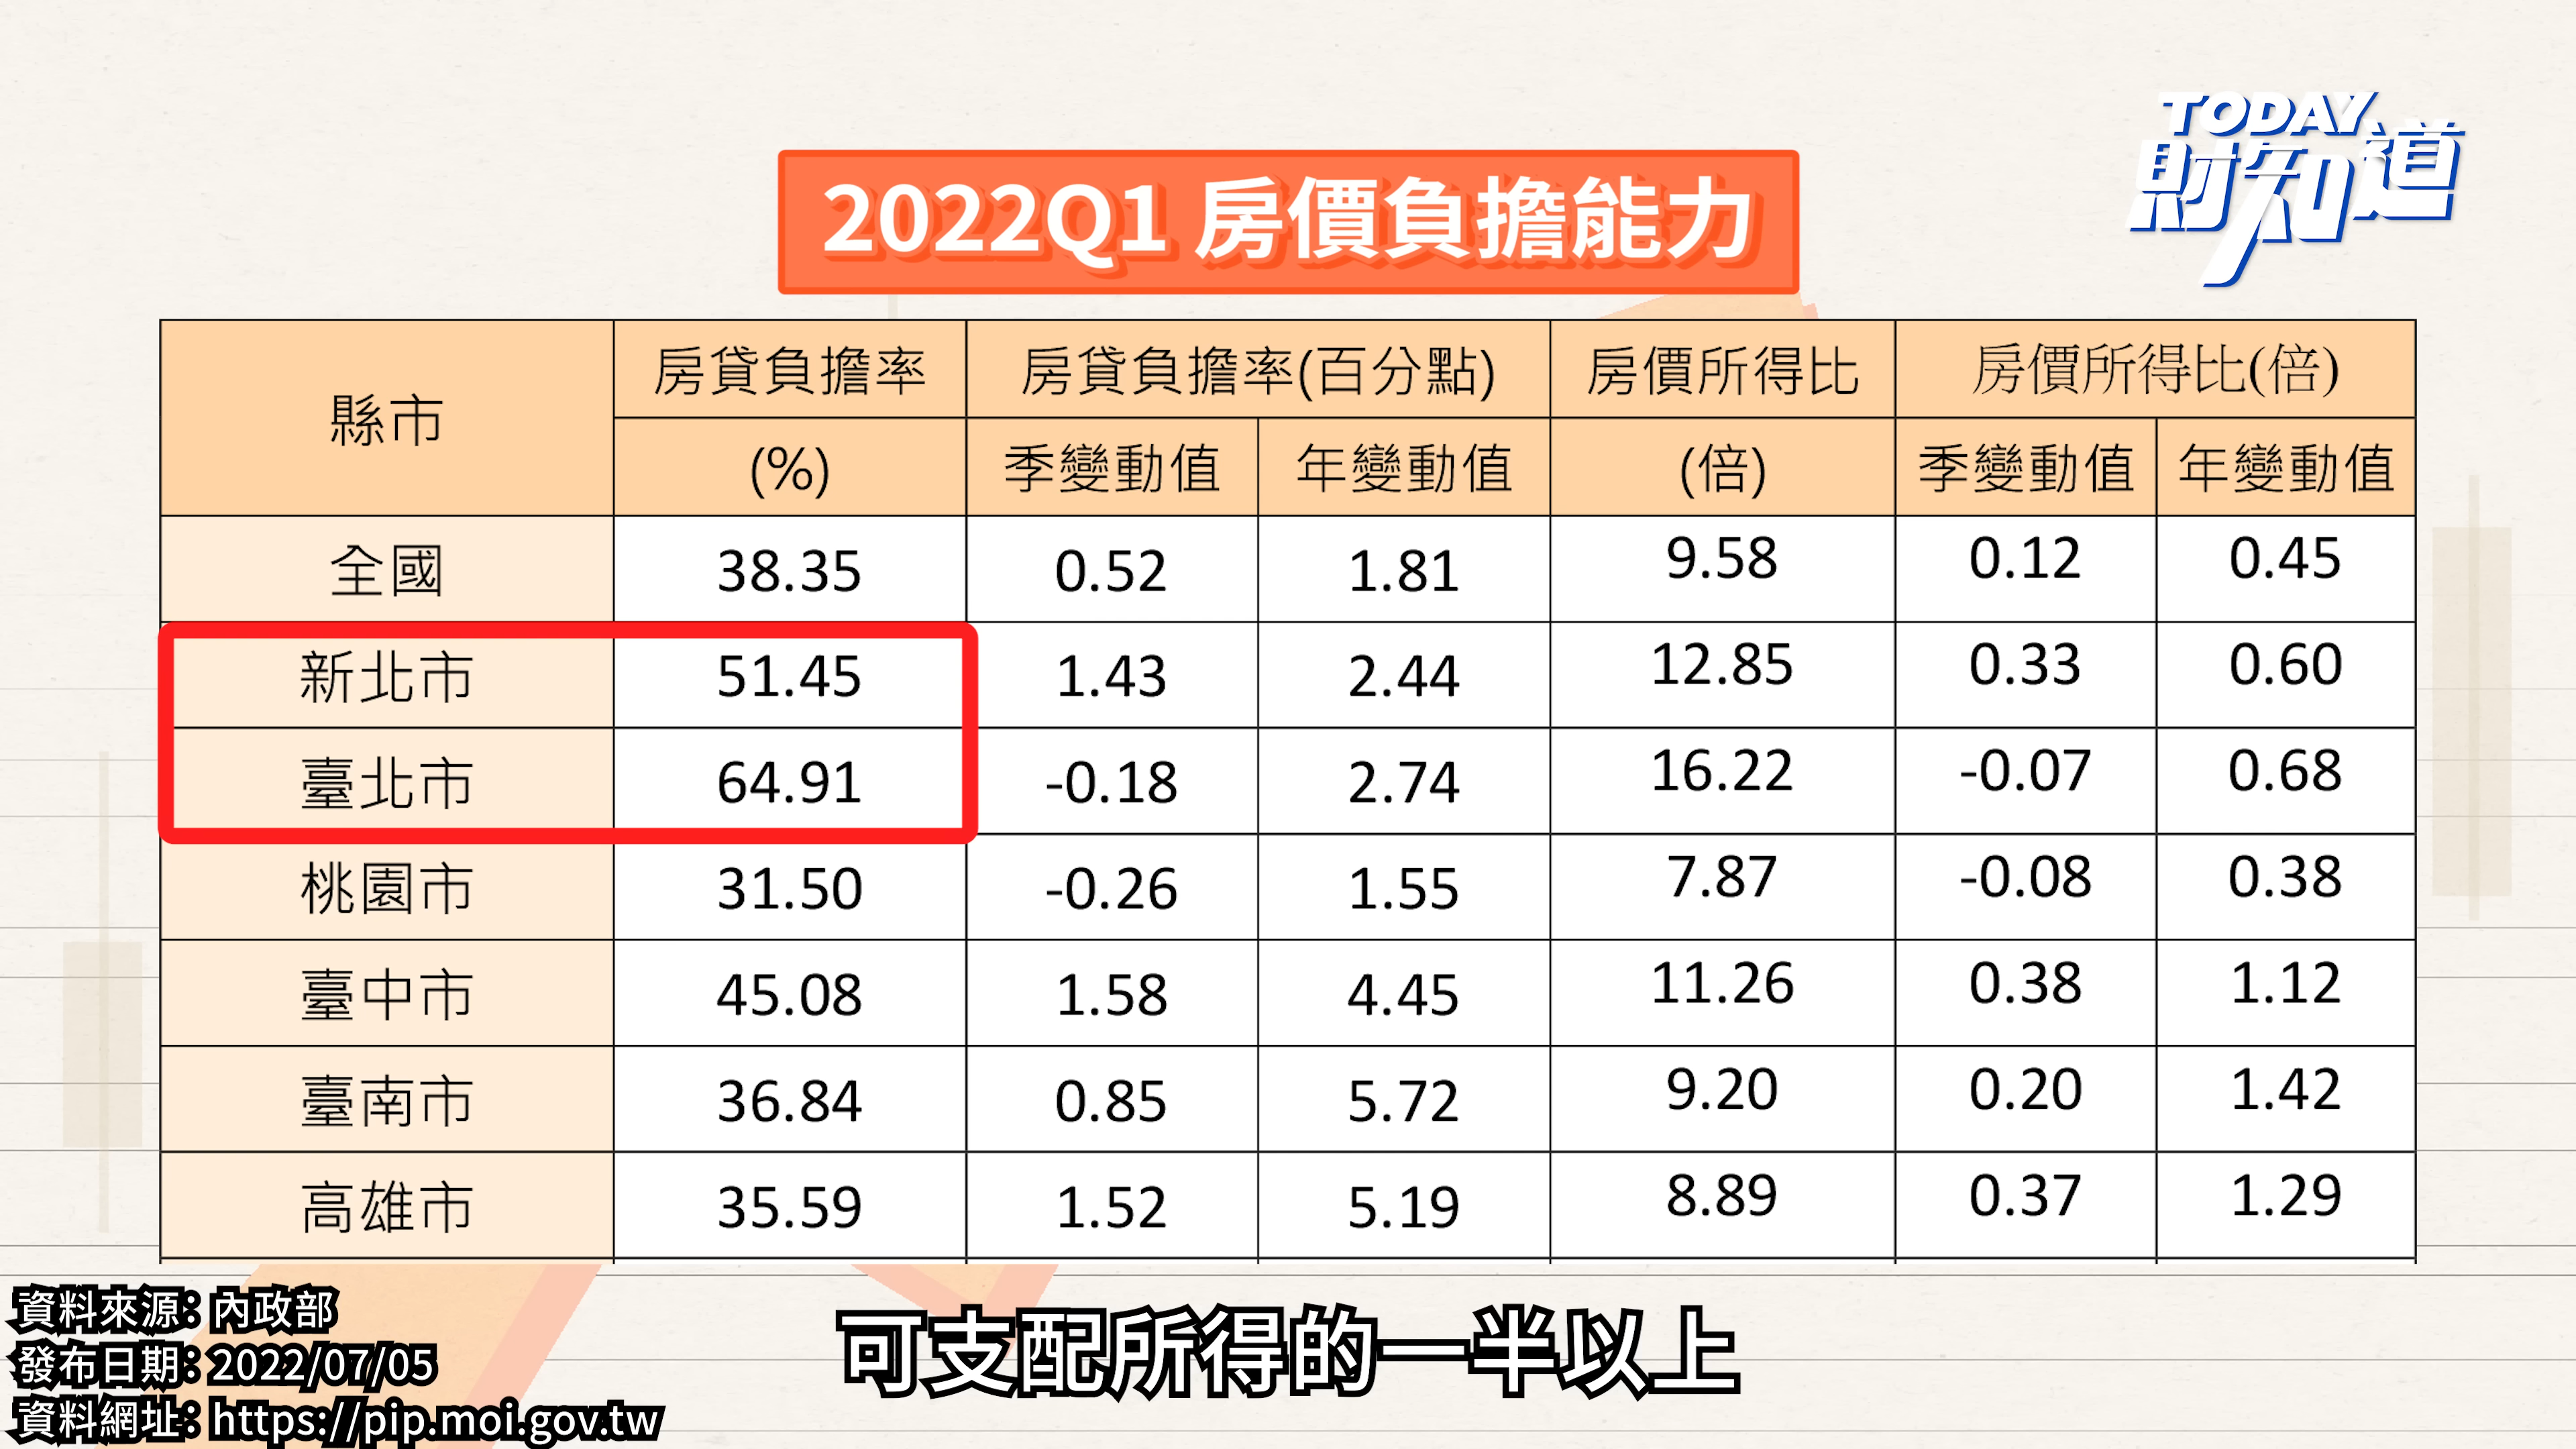 TODAY
財知道
2022Q1 房價負擔能力
縣市 房貸負擔率 房貸負擔率(百分點) 房價所得比 房價所得比(倍)
(%) 季變動值 年變動值 (倍) 季變動值 年變動值
全國 38.35 0.52 1.81 9.58 0.12 0.45
新北市 51.45 1.43 2.44 12.85 0.33 0.60
臺北市 64.91 -0.18 2.74 16.22 -0.07 0.68
桃園市 31.50 -0.26 1.55 7.87 -0.08 0.38
臺中市 45.08 1.58 4.45 11.26 0.38 1.12
臺南市 36.84 0.85 5.72 9.20 0.20 1.42
高雄市 35.59 1.52 5.19 8.89 0.37 1.29
資料來源：內政部
發布日期：2022/07/05
資料網址：https://pip.moi.gov.tw
可支配所得的一半以上